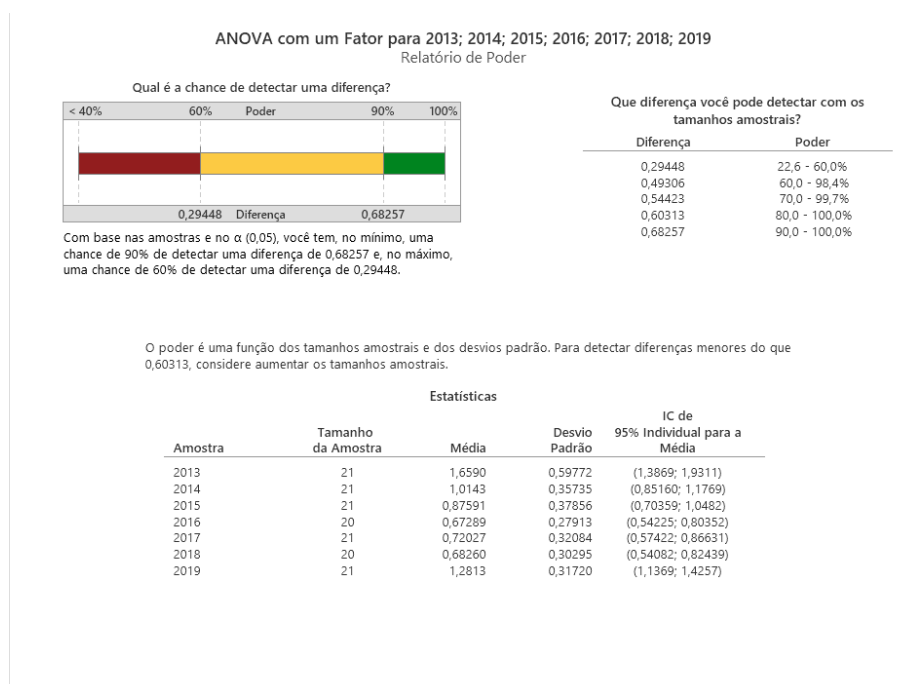 ANOVA com um Fator para 2013; 2014; 2015; 2016; 2017; 2018; 2019
Relatório de Poder
Qual é a chance de detectar uma diferença?
< 40% 60% Poder 90% 100%
0,29448 Diferença 0,68257
Com base nas amostras e no α (0,05), você tem, no mínimo, uma
chance de 90% de detectar uma diferença de 0,68257 e, no máximo,
uma chance de 60% de detectar uma diferença de 0,29448.
Que diferença você pode detectar com os
tamanhos amostrais?
Diferença Poder
0,29448 22,6 - 60,0%
0,49306 60,0 - 98,4%
0,54423 70,0 - 99,7%
0,60313 80,0 - 100,0%
0,68257 90,0 - 100,0%
O poder é uma função dos tamanhos amostrais e dos desvios padrão. Para detectar diferenças menores do que
0,60313, considere aumentar os tamanhos amostrais.
Estatísticas
IC de
Tamanho Desvio 95% Individual para a
Amostra da Amostra Média Padrão Média
2013 21 1,6590 0,59772 (1,3869; 1,9311)
2014 21 1,0143 0,35735 (0,85160; 1,1769)
2015 21 0,87591 0,37856 (0,70359; 1,0482)
2016 20 0,67289 0,27913 (0,54225; 0,80352)
2017 21 0,72027 0,32084 (0,57422; 0,86631)
2018 20 0,68260 0,30295 (0,54082; 0,82439)
2019 21 1,2813 0,31720 (1,1369; 1,4257)